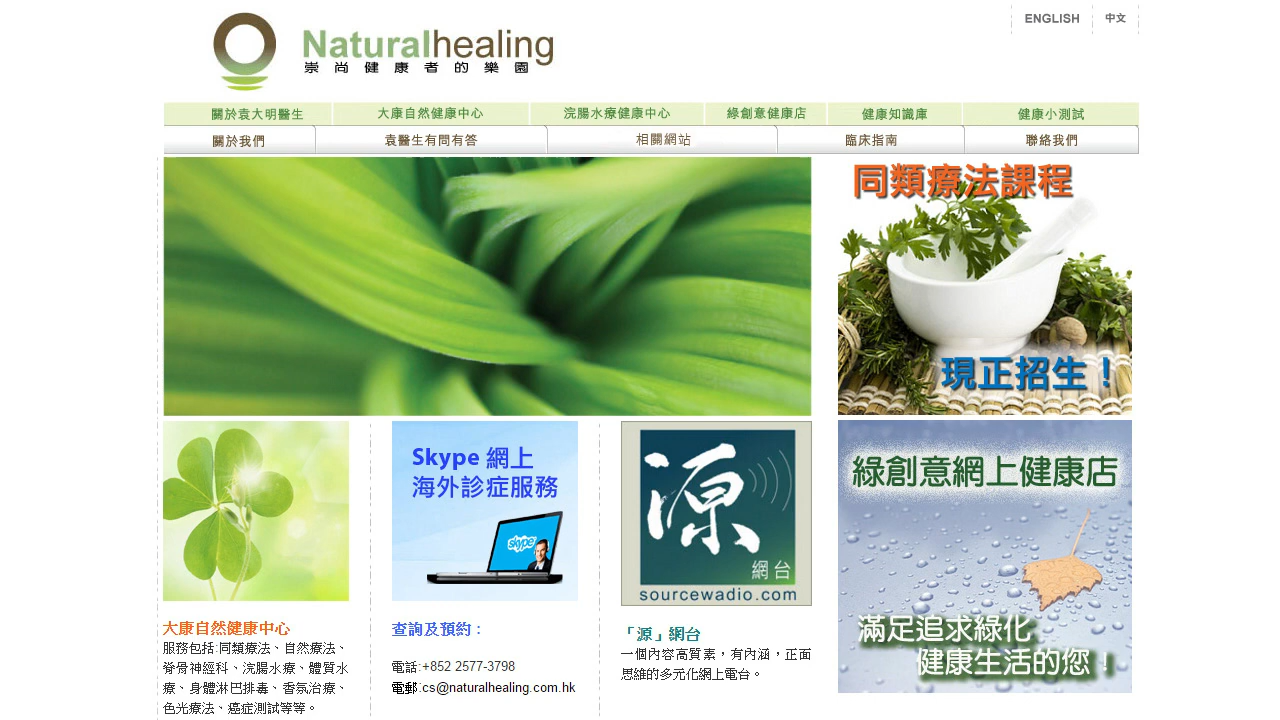 ENGLISH 中文
Naturalhealing
崇尚健康者的樂園
關於袁大明醫生 大康自然健康中心 浣腸水療健康中心 綠創意健康店 健康知識庫 健康小測試
關於我們 袁醫生有問有答 相關網站 臨床指南 聯絡我們
同類療法課程
現正招生！
Skype 網上
海外診症服務
skype
源
網台
sourcewadio.com
綠創意網上健康店
滿足追求綠化
健康生活的您！
大康自然健康中心
服務包括:同類療法、自然療法、
脊骨神經科、浣腸水療、體質水
療、身體淋巴排毒、香氛治療、
色光療法、癌症測試等等。
查詢及預約：
電話:+852 2577-3798
電郵:cs@naturalhealing.com.hk
「源」網台
一個內容高質素，有內涵，正面
思維的多元化網上電台。